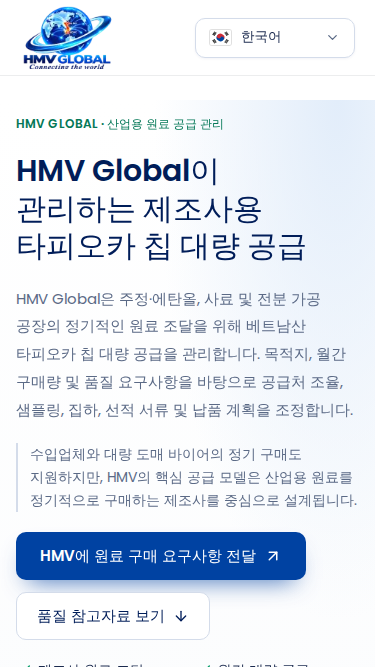 HMV GLOBAL
Connecting the world
한국어
HMV GLOBAL · 산업용 원료 공급 관리
HMV Global이
관리하는 제조사용
타피오카 칩 대량 공급
HMV Global은 주정·에탄올, 사료 및 전분 가공
공장의 정기적인 원료 조달을 위해 베트남산
타피오카 칩 대량 공급을 관리합니다. 목적지, 월간
구매량 및 품질 요구사항을 바탕으로 공급처 조율,
샘플링, 집하, 선적 서류 및 납품 계획을 조정합니다.
수입업체와 대량 도매 바이어의 정기 구매도
지원하지만, HMV의 핵심 공급 모델은 산업용 원료를
정기적으로 구매하는 제조사를 중심으로 설계됩니다.
HMV에 원료 구매 요구사항 전달
품질 참고자료 보기